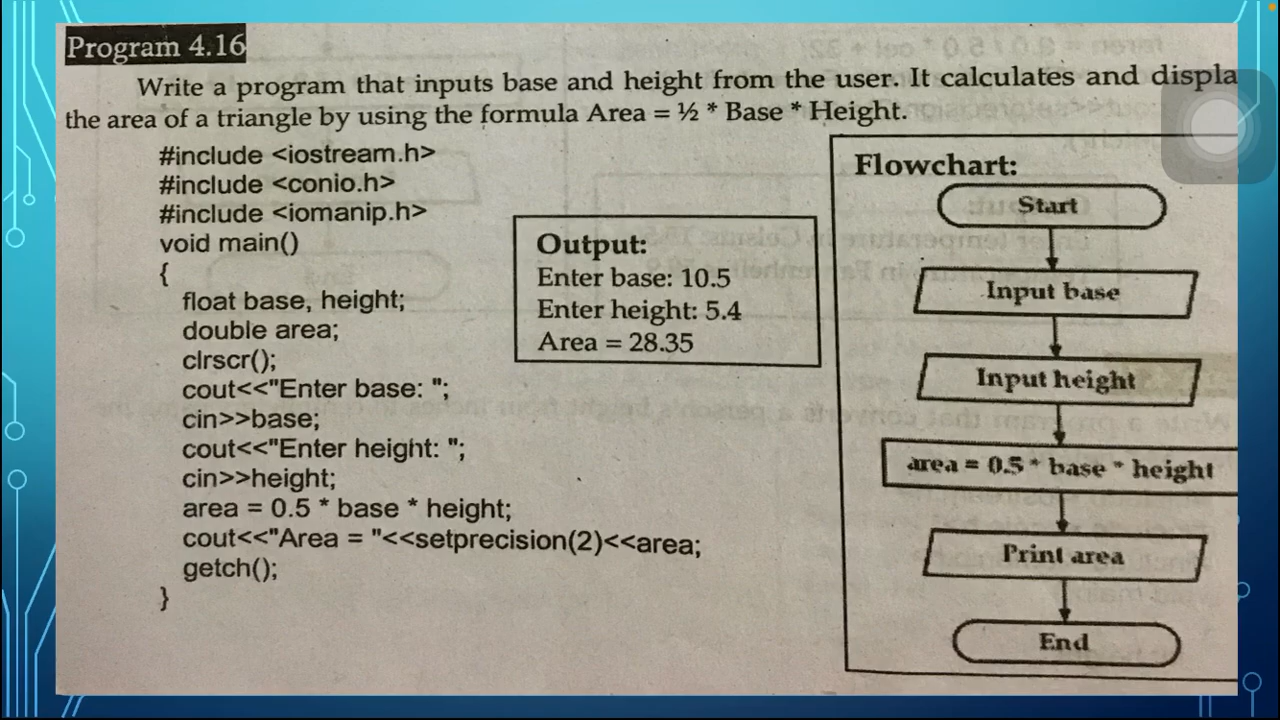 Program 4.16
Write a program that inputs base and height from the user. It calculates and displa
the area of a triangle by using the formula Area = ½ * Base * Height.
#include <iostream.h>
#include <conio.h>
#include <iomanip.h>
void main()
{
float base, height;
double area;
clrscr();
cout<<"Enter base: ";
cin>>base;
cout<<"Enter height: ";
cin>>height;
area = 0.5 * base * height;
cout<<"Area = "<<setprecision(2)<<area;
getch();
}
Output:
Enter base: 10.5
Enter height: 5.4
Area = 28.35
Flowchart:
Start
Input base
Input height
area = 0.5 * base * height
Print area
End